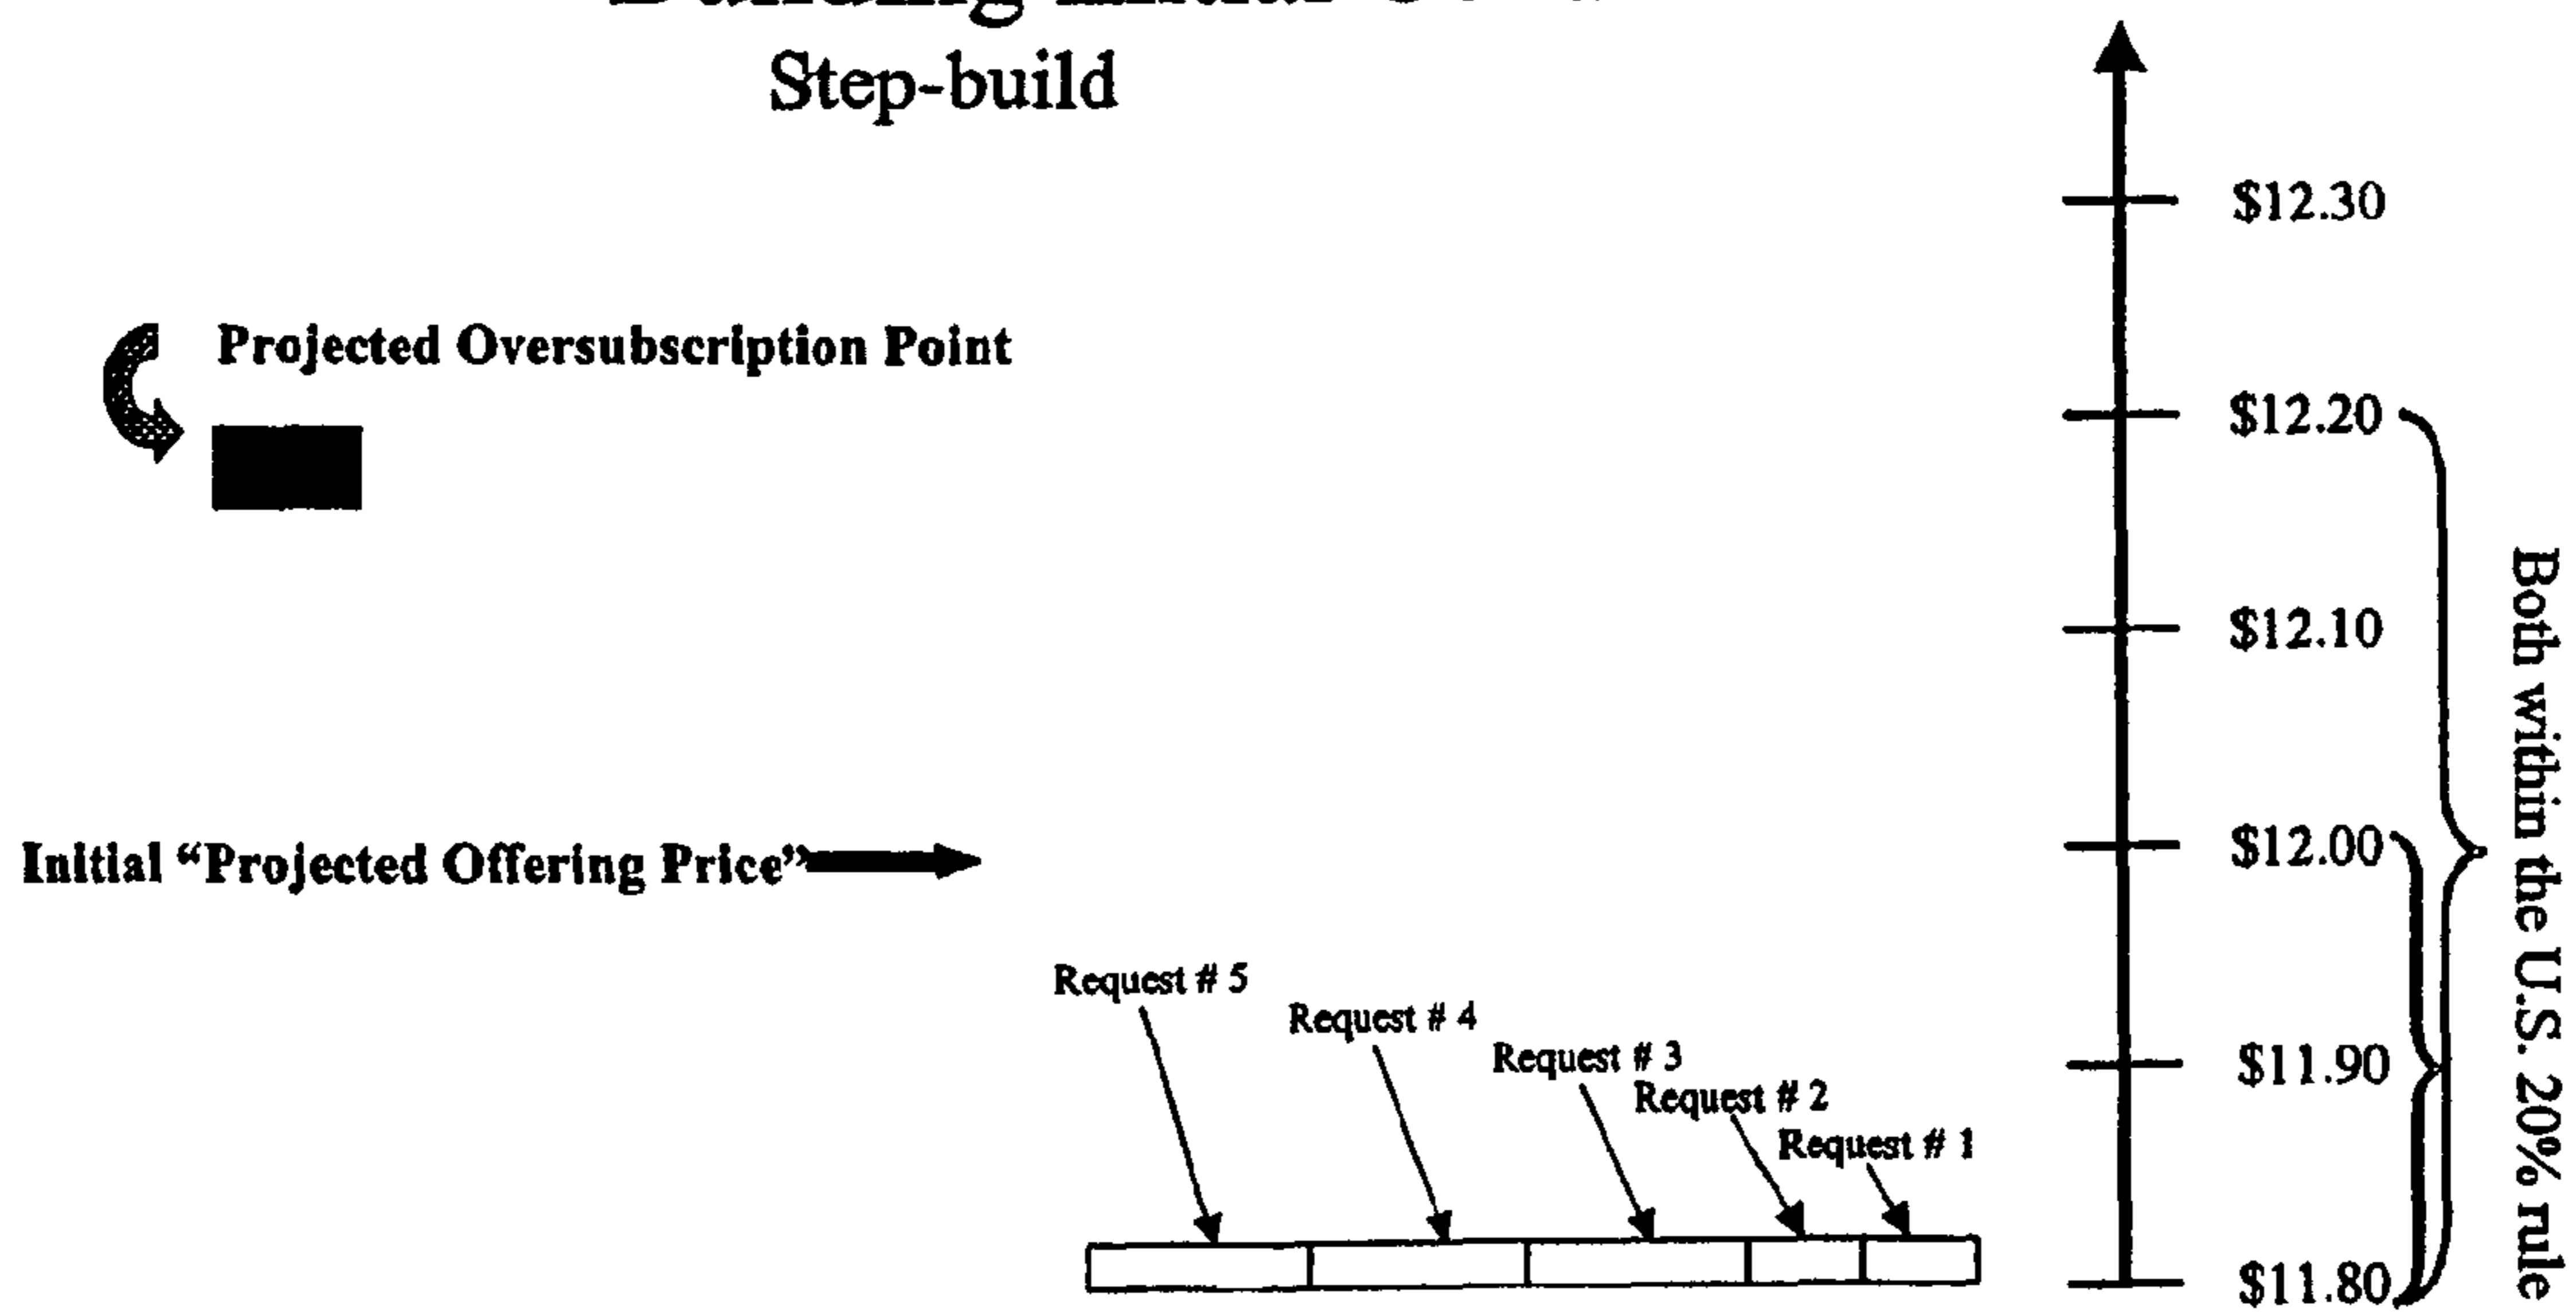 Step-build
$12.30
Projected Oversubscription Point
$12.20
$12.10
Initial “Projected Offering Price”
$12.00
Request # 5
Request # 4
Request # 3
Request # 2
Request # 1
$11.90
$11.80
Both within the U.S. 20% rule